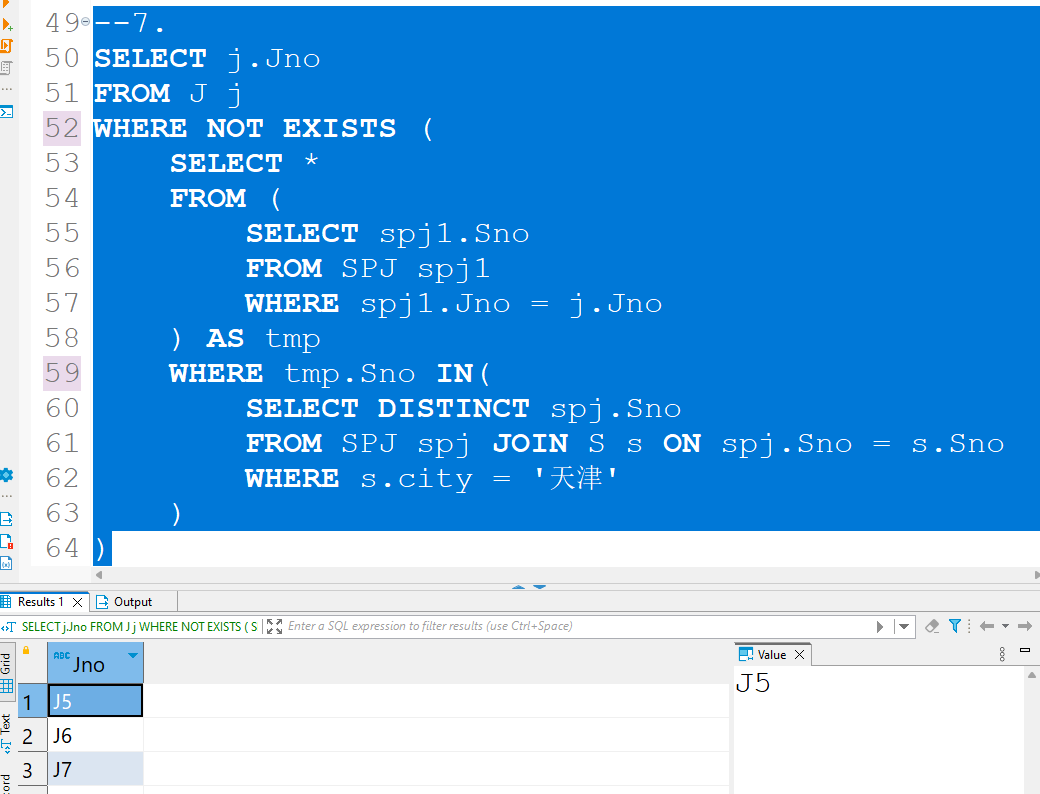 49 --7.
50 SELECT j.Jno
51 FROM J j
52 WHERE NOT EXISTS (
53 SELECT *
54 FROM (
55 SELECT spj1.Sno
56 FROM SPJ spj1
57 WHERE spj1.Jno = j.Jno
58 ) AS tmp
59 WHERE tmp.Sno IN(
60 SELECT DISTINCT spj.Sno
61 FROM SPJ spj JOIN S s ON spj.Sno = s.Sno
62 WHERE s.city = '天津'
63 )
64 )
Results 1 Output
SELECT j.Jno FROM J j WHERE NOT EXISTS ( S Enter a SQL expression to filter results (use Ctrl+Space)
Grid
Text
ord
ABC Jno
1 J5
2 J6
3 J7
Value
J5